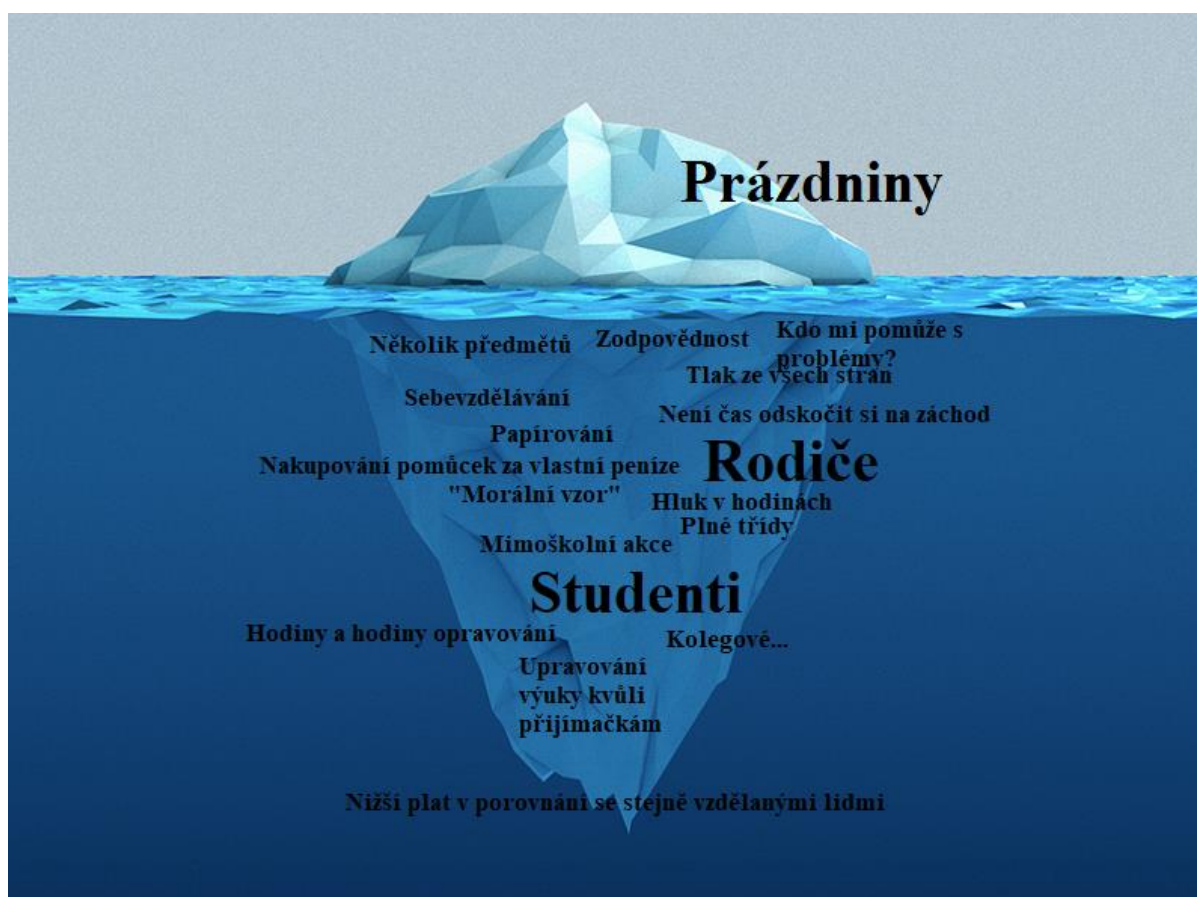 Prázdniny
Několik předmětů
Zodpovědnost
Kdo mi pomůže s
problémy?
Tlak ze všech stran
Sebevzdělávání
Není čas odskočit si na záchod
Papírování
Rodiče
Nakupování pomůcek za vlastní peníze
"Morální vzor"
Hluk v hodinách
Plné třídy
Mimoškolní akce
Studenti
Hodiny a hodiny opravování
Kolegové...
Upravování
výuky kvůli
přijímačkám
Nižší plat v porovnání se stejně vzdělanými lidmi